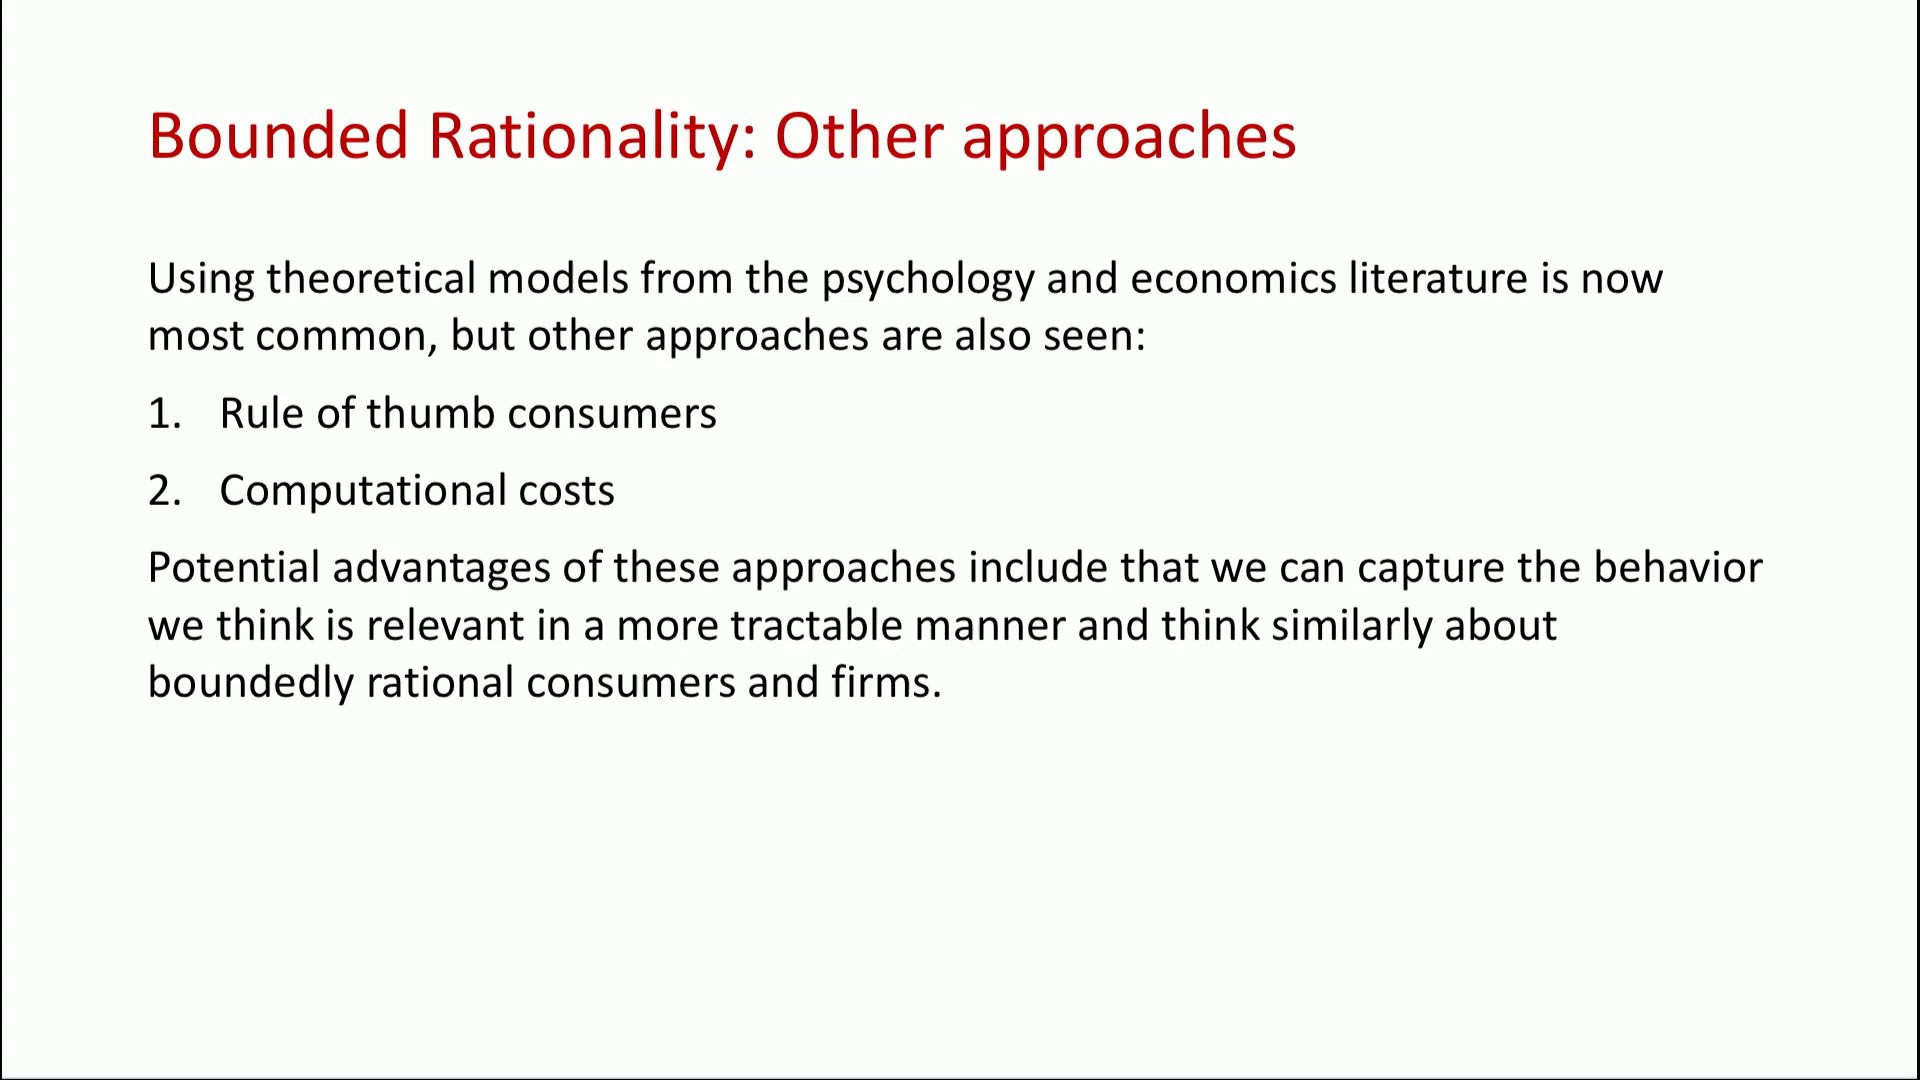 Bounded Rationality: Other approaches
Using theoretical models from the psychology and economics literature is now
most common, but other approaches are also seen:
1. Rule of thumb consumers
2. Computational costs
Potential advantages of these approaches include that we can capture the behavior
we think is relevant in a more tractable manner and think similarly about
boundedly rational consumers and firms.